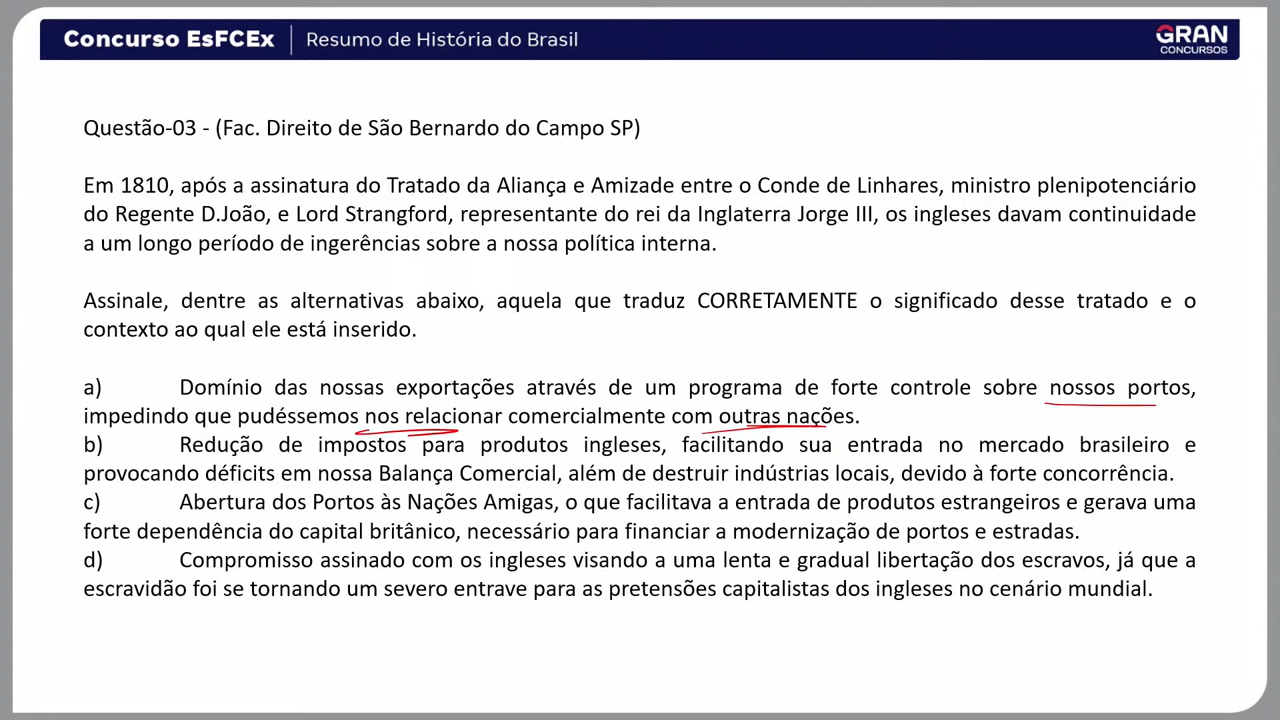 Concurso EsFCEx | Resumo de História do Brasil
GRAN
CONCURSOS
Questão-03 - (Fac. Direito de São Bernardo do Campo SP)
Em 1810, após a assinatura do Tratado da Aliança e Amizade entre o Conde de Linhares, ministro plenipotenciário
do Regente D.João, e Lord Strangford, representante do rei da Inglaterra Jorge III, os ingleses davam continuidade
a um longo período de ingerências sobre a nossa política interna.
Assinale, dentre as alternativas abaixo, aquela que traduz CORRETAMENTE o significado desse tratado e o
contexto ao qual ele está inserido.
a) Domínio das nossas exportações através de um programa de forte controle sobre nossos portos,
impedindo que pudéssemos nos relacionar comercialmente com outras nações.
b) Redução de impostos para produtos ingleses, facilitando sua entrada no mercado brasileiro e
provocando déficits em nossa Balança Comercial, além de destruir indústrias locais, devido à forte concorrência.
c) Abertura dos Portos às Nações Amigas, o que facilitava a entrada de produtos estrangeiros e gerava uma
forte dependência do capital britânico, necessário para financiar a modernização de portos e estradas.
d) Compromisso assinado com os ingleses visando a uma lenta e gradual libertação dos escravos, já que a
escravidão foi se tornando um severo entrave para as pretensões capitalistas dos ingleses no cenário mundial.